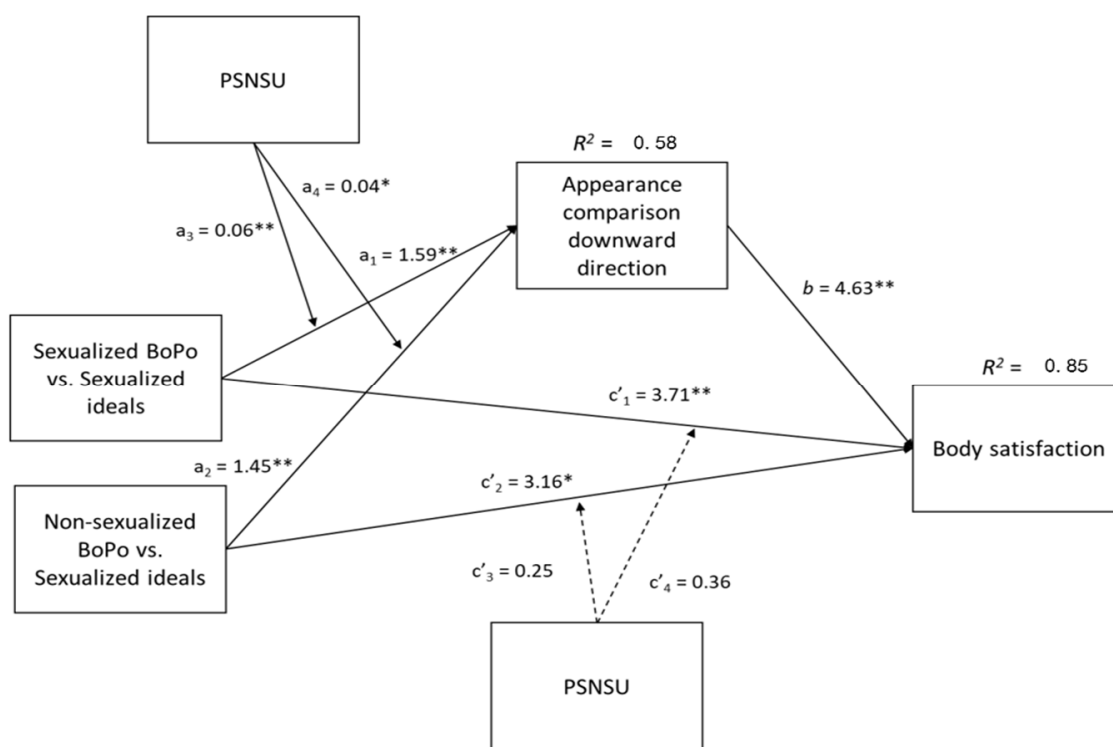 PSNSU
R² = 0.58
Appearance
comparison
downward
direction
a₄ = 0.04*
a₃ = 0.06**
a₁ = 1.59**
b = 4.63**
Sexualized BoPo
vs. Sexualized
ideals
R² = 0.85
Body satisfaction
c'₁ = 3.71**
a₂ = 1.45**
c'₂ = 3.16*
Non-sexualized
BoPo vs.
Sexualized ideals
c'₃ = 0.25
c'₄ = 0.36
PSNSU